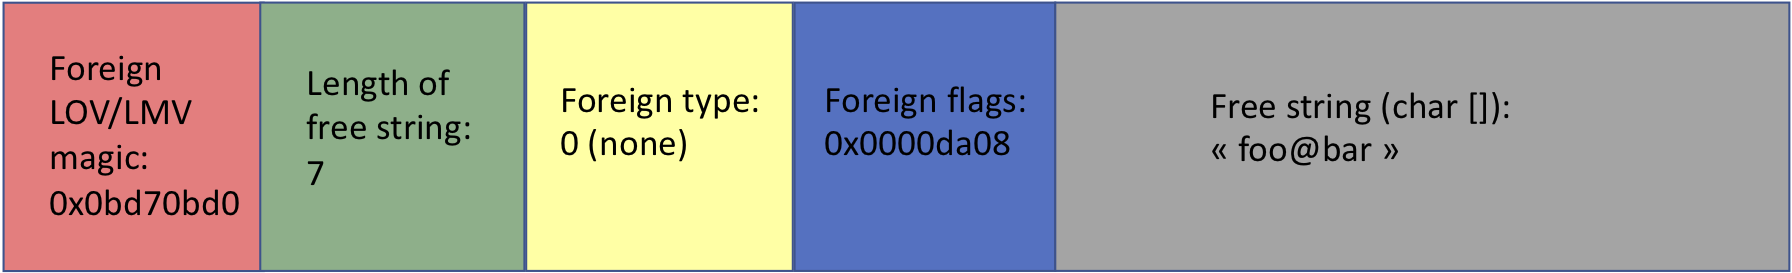 Foreign
LOV/LMV
magic:
0x0bd70bd0
Length of
free string:
7
Foreign type:
0 (none)
Foreign flags:
0x0000da08
Free string (char []):
« foo@bar »